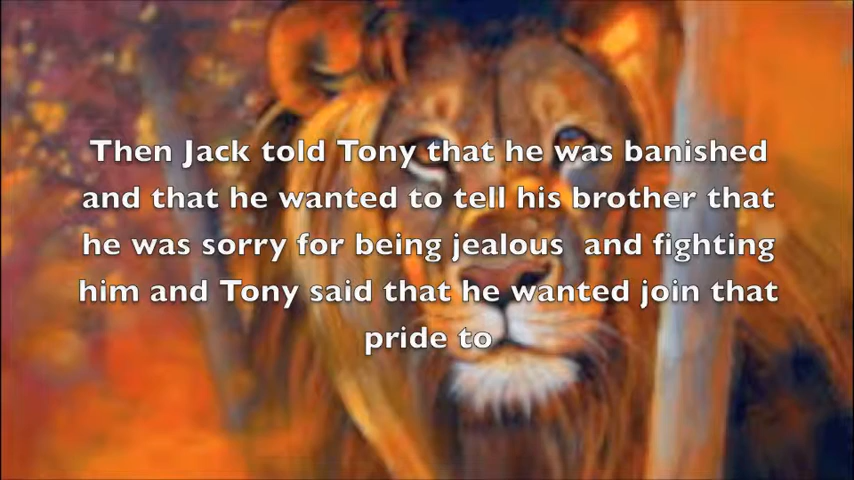 Then Jack told Tony that he was banished
and that he wanted to tell his brother that
he was sorry for being jealous  and fighting
him and Tony said that he wanted join that
pride to